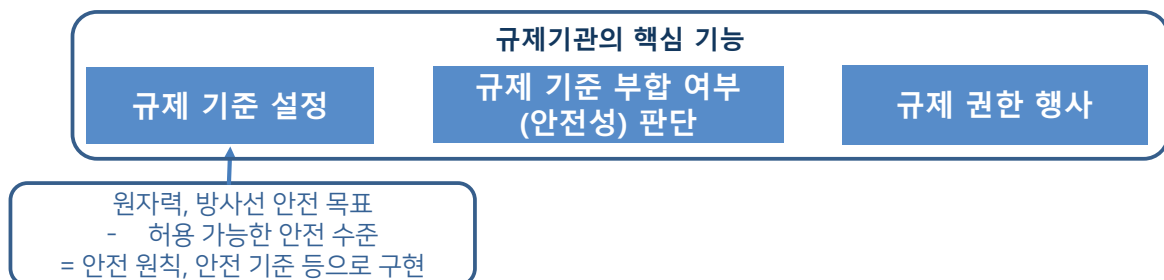 규제기관의 핵심 기능
규제 기준 설정
규제 기준 부합 여부
(안전성) 판단
규제 권한 행사
원자력, 방사선 안전 목표
- 허용 가능한 안전 수준
= 안전 원칙, 안전 기준 등으로 구현